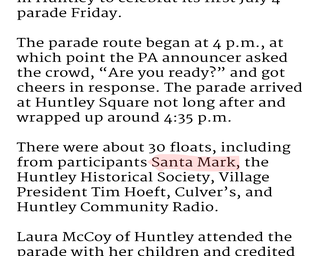 in Huntley to celebrate its first July 4
parade Friday.
The parade route began at 4 p.m., at
which point the PA announcer asked
the crowd, “Are you ready?” and got
cheers in response. The parade arrived
at Huntley Square not long after and
wrapped up around 4:35 p.m.
There were about 30 floats, including
from participants Santa Mark, the
Huntley Historical Society, Village
President Tim Hoeft, Culver’s, and
Huntley Community Radio.
Laura McCoy of Huntley attended the
parade with her children and credited